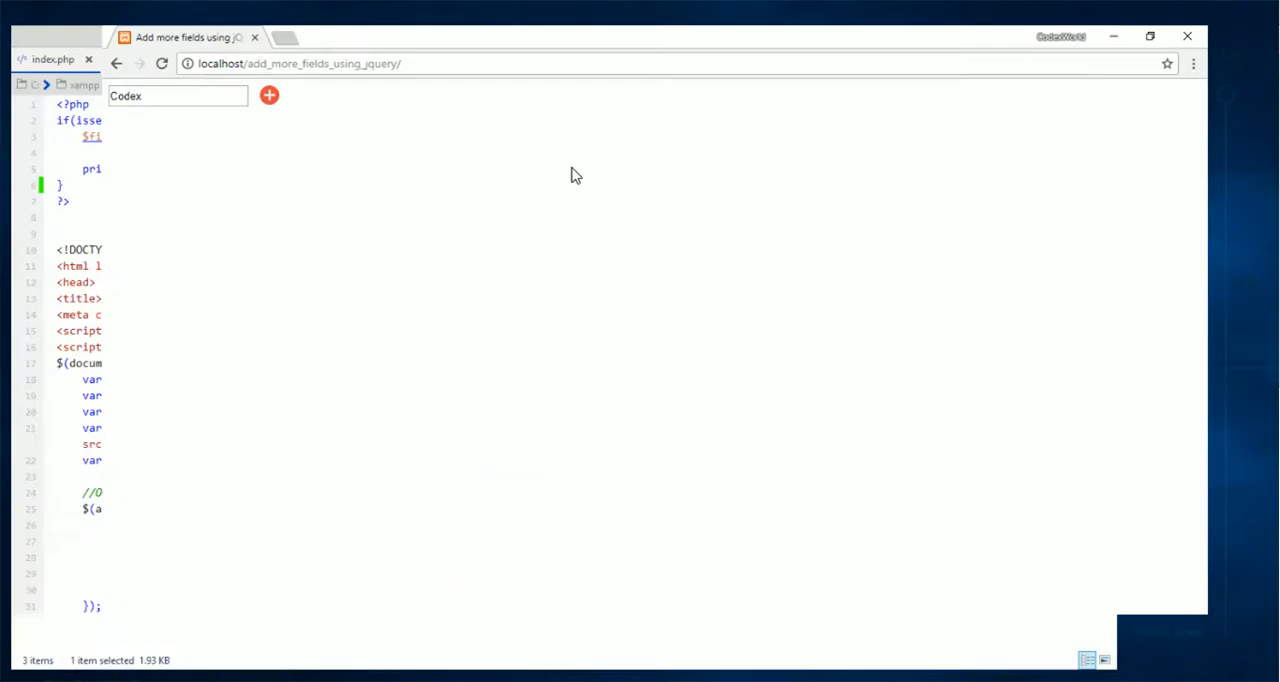 Add more fields using jQ
CodexWorld
index.php
localhost/add_more_fields_using_jquery/
xampp
Codex
1 <?php
2 if(isse
3 $fi
4
5 pri
6 }
7 ?>
8
9
10 <!DOCTY
11 <html l
12 <head>
13 <title>
14 <meta c
15 <script
16 <script
17 $(docum
18 var
19 var
20 var
21 var
src
22 var
23
24 //O
25 $(a
26
27
28
29
30
31 });
3 items 1 item selected 1.93 KB